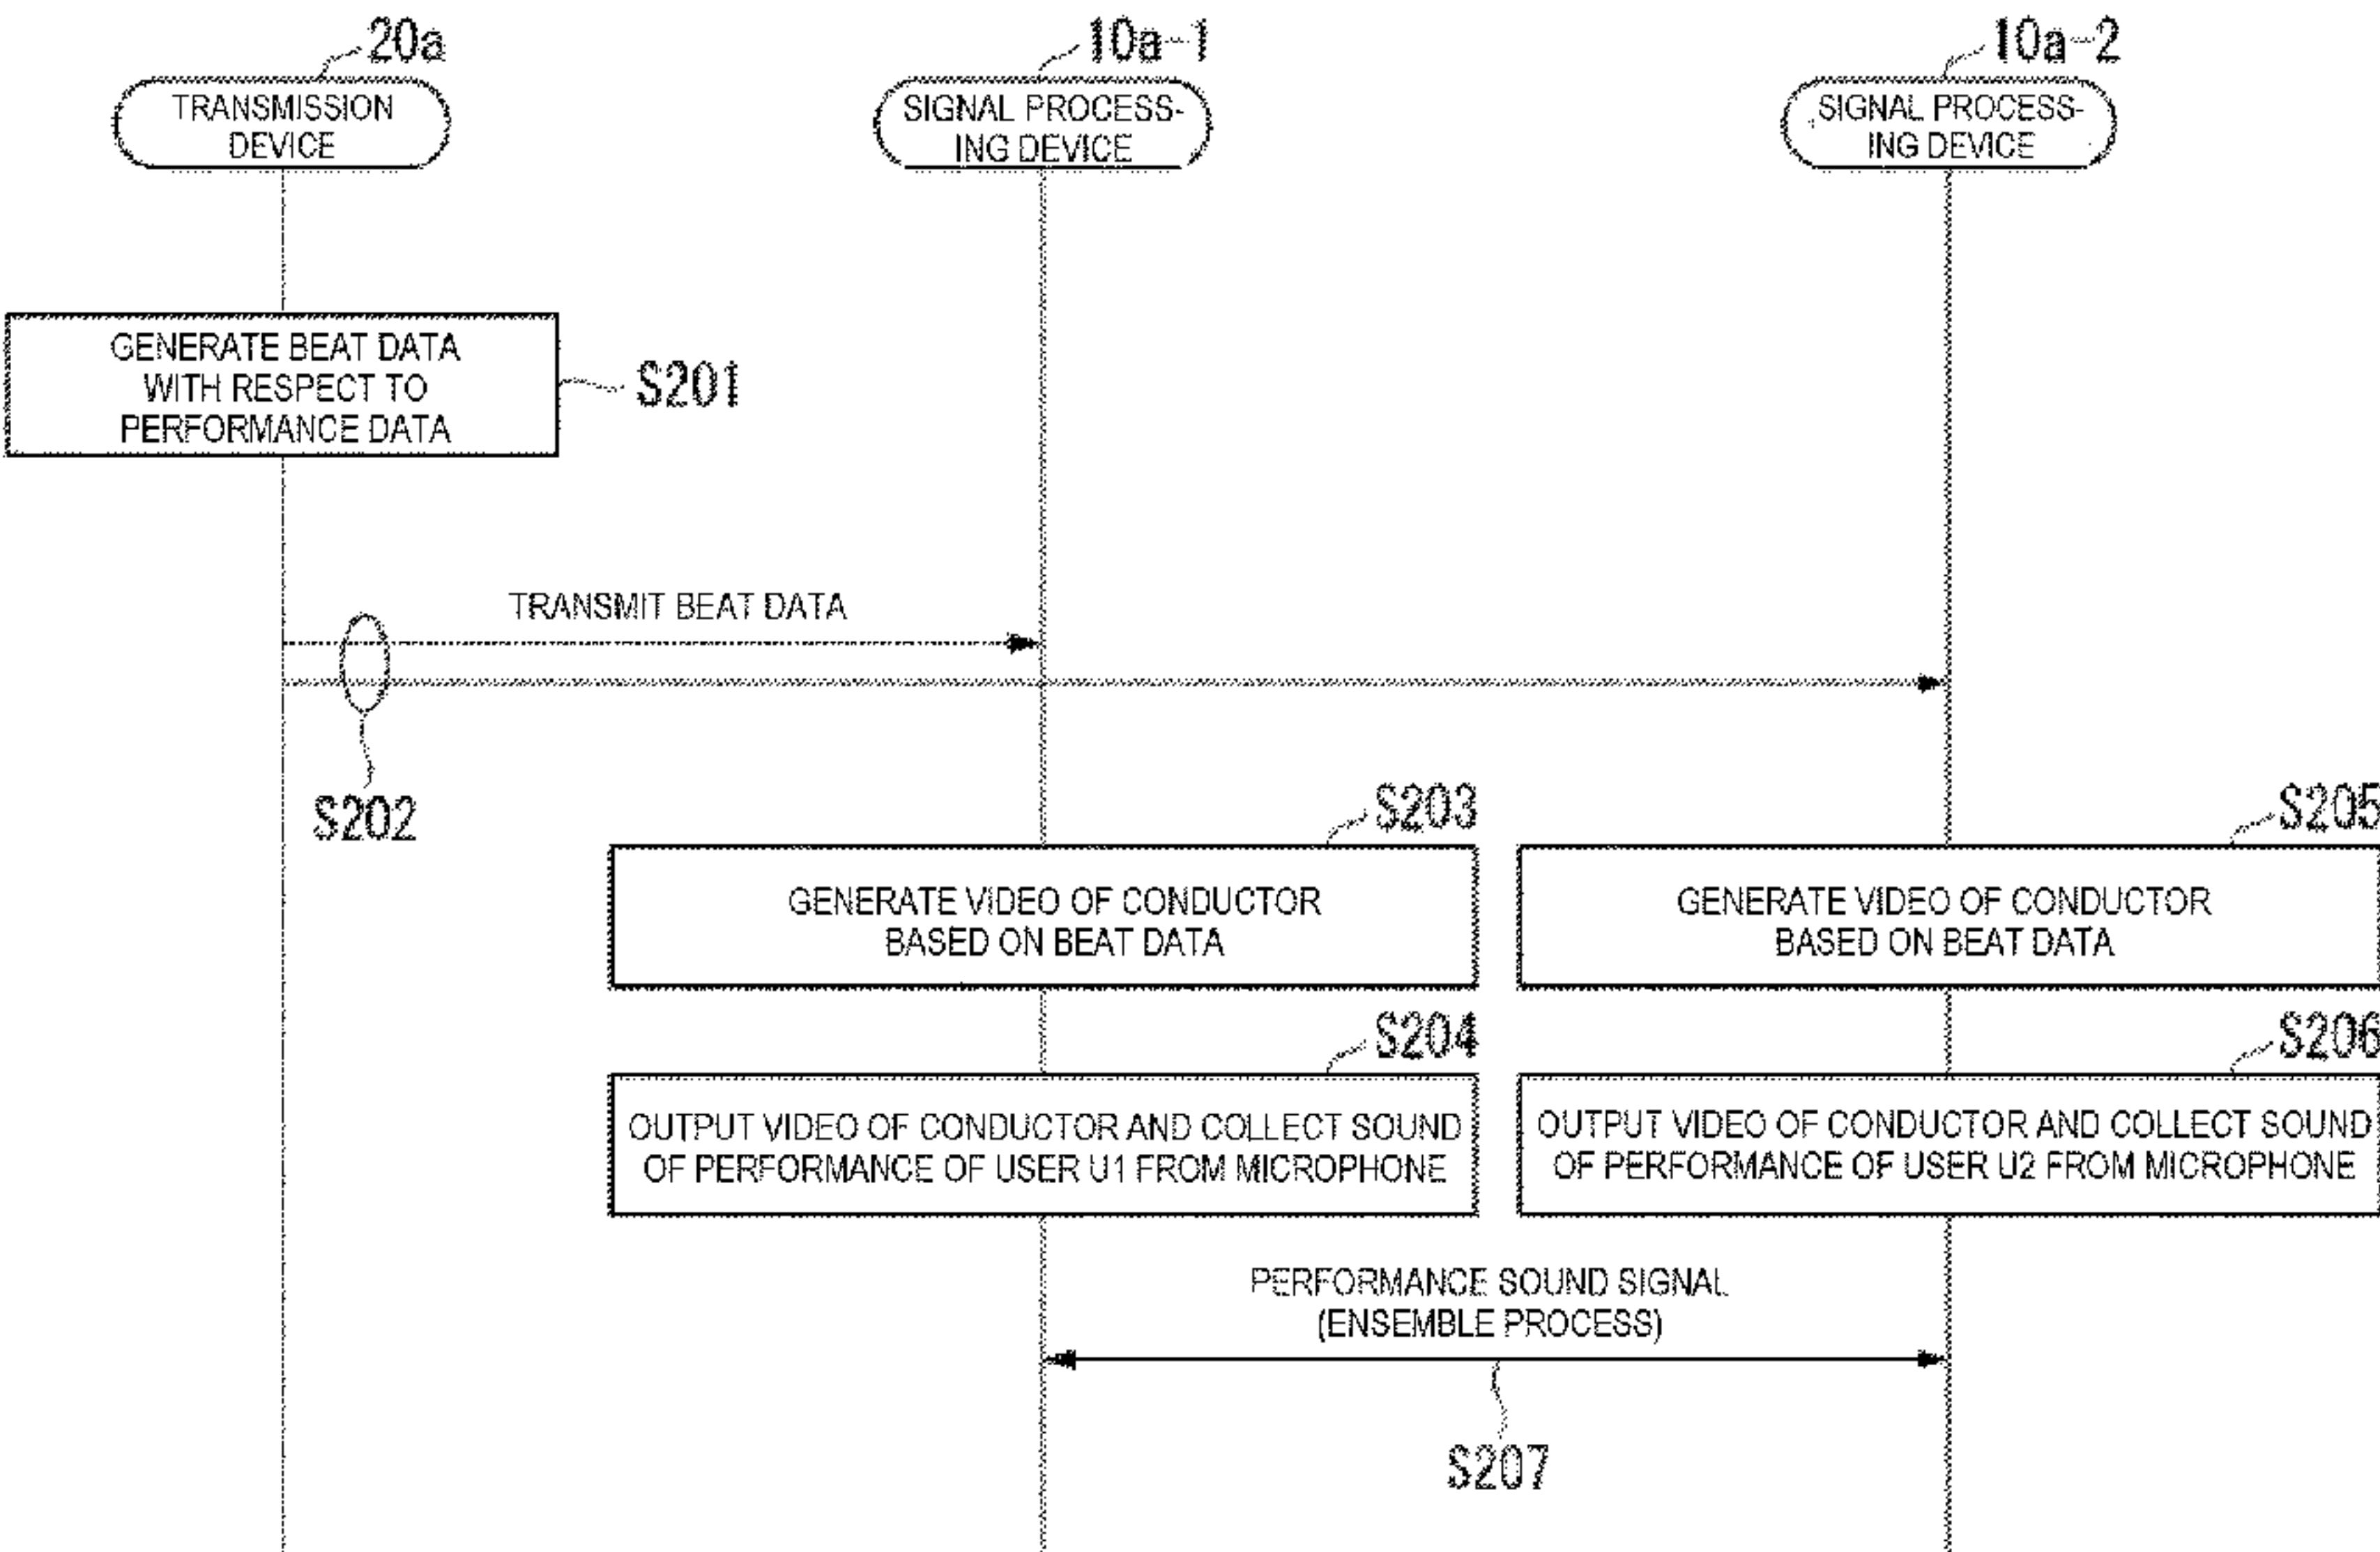 20a
TRANSMISSION
DEVICE
10a-1
SIGNAL PROCESS-
ING DEVICE
10a-2
SIGNAL PROCESS-
ING DEVICE
GENERATE BEAT DATA
WITH RESPECT TO
PERFORMANCE DATA
S201
TRANSMIT BEAT DATA
S202
S203
GENERATE VIDEO OF CONDUCTOR
BASED ON BEAT DATA
S205
GENERATE VIDEO OF CONDUCTOR
BASED ON BEAT DATA
S204
OUTPUT VIDEO OF CONDUCTOR AND COLLECT SOUND
OF PERFORMANCE OF USER U1 FROM MICROPHONE
S206
OUTPUT VIDEO OF CONDUCTOR AND COLLECT SOUND
OF PERFORMANCE OF USER U2 FROM MICROPHONE
PERFORMANCE SOUND SIGNAL
(ENSEMBLE PROCESS)
S207